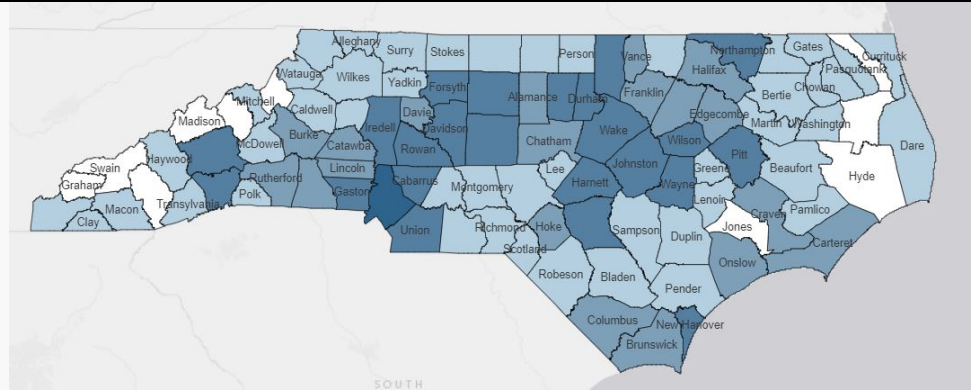 Alleghany
Surry
Stokes
Person
Vance
Northampton
Gates
Currituck
Pasquotank
Watauga
Wilkes
Yadkin
Forsyth
Alamance
Durham
Franklin
Halifax
Bertie
Chowan
Mitchell
Caldwell
Davie
Iredell
Davidson
Madison
Burke
Catawba
Rowan
Chatham
Wake
Wilson
Edgecombe
Martin
Washington
Dare
Haywood
McDowell
Swain
Graham
Macon
Clay
Transylvania
Polk
Rutherford
Lincoln
Gaston
Cabarrus
Montgomery
Lee
Harnett
Johnston
Wayne
Greene
Pitt
Beaufort
Hyde
Lenoir
Craven
Pamlico
Jones
Carteret
Union
Richmond
Scotland
Hoke
Sampson
Duplin
Onslow
Robeson
Bladen
Pender
Columbus
New Hanover
Brunswick
SOUTH